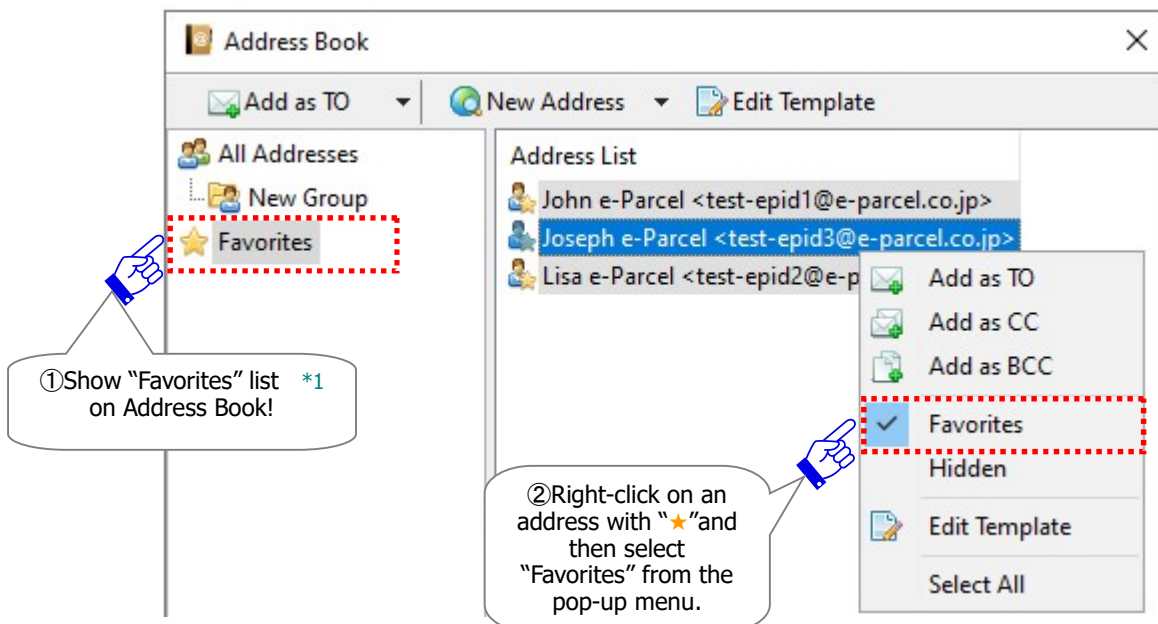 Address Book
Add as TO
New Address
Edit Template
All Addresses
New Group
Favorites
Address List
John e-Parcel <test-epid1@e-parcel.co.jp>
Joseph e-Parcel <test-epid3@e-parcel.co.jp>
Lisa e-Parcel <test-epid2@e-p
Add as TO
Add as CC
Add as BCC
Favorites
Hidden
Edit Template
Select All
①Show “Favorites” list *1
on Address Book!
②Right-click on an
address with “★”and
then select
“Favorites” from the
pop-up menu.